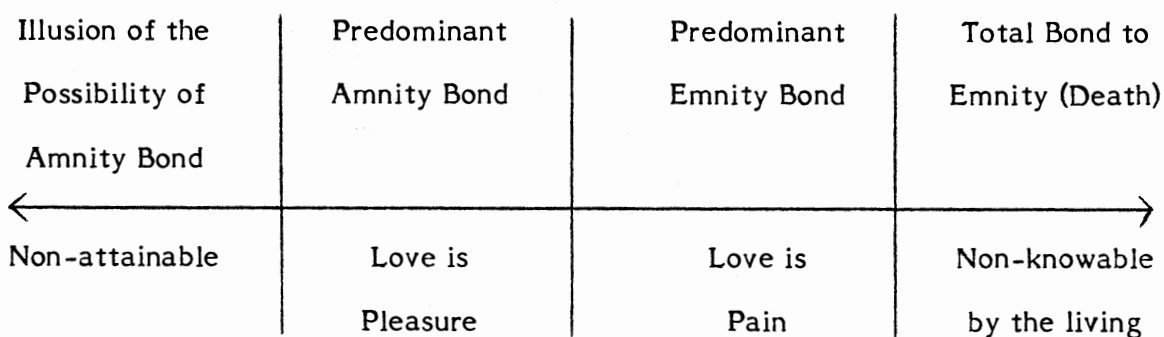 Illusion of the Predominant Predominant Total Bond to
Possibility of Amnity Bond Emnity Bond Emnity (Death)
Amnity Bond
Non-attainable Love is Love is Non-knowable
Pleasure Pain by the living